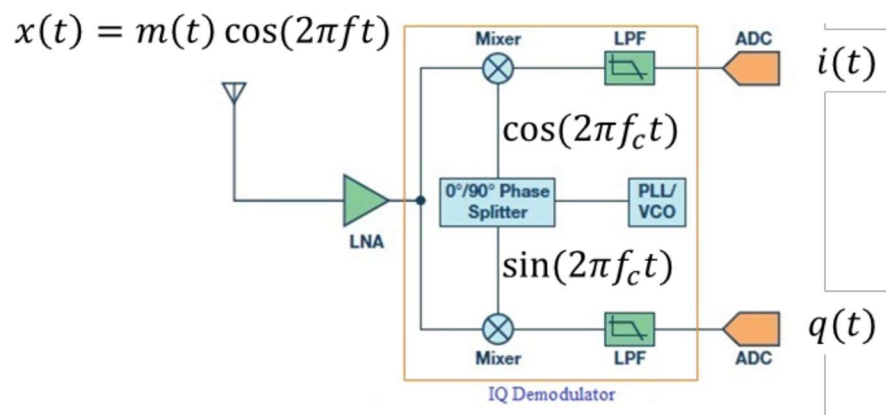 x(t) = m(t) cos(2πft)
Mixer
LPF
ADC
i(t)
cos(2πf_c t)
0°/90° Phase
Splitter
PLL/
VCO
LNA
sin(2πf_c t)
q(t)
Mixer
LPF
ADC
IQ Demodulator